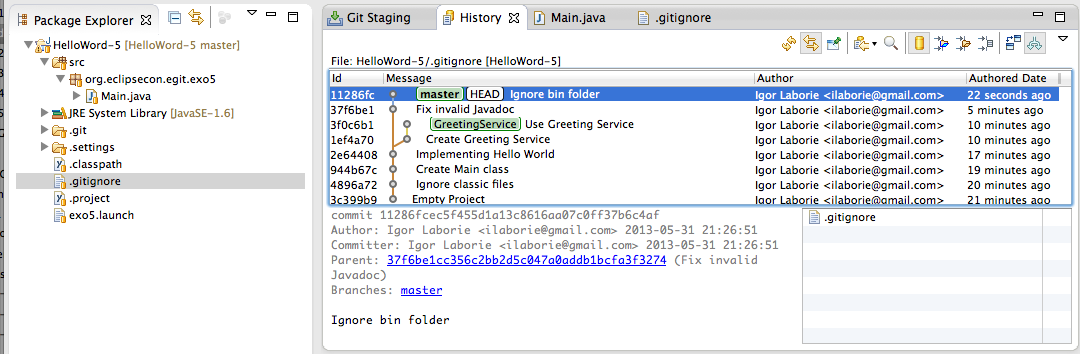 Package Explorer
HelloWord-5 [HelloWord-5 master]
src
org.eclipsecon.egit.exo5
Main.java
JRE System Library [JavaSE-1.6]
.git
.settings
.classpath
.gitignore
.project
exo5.launch
Git Staging History Main.java .gitignore
File: HelloWord-5/.gitignore [HelloWord-5]
Id Message Author Authored Date
11286fc master HEAD Ignore bin folder Igor Laborie <ilaborie@gmail.com> 22 seconds ago
37f6be1 Fix invalid Javadoc Igor Laborie <ilaborie@gmail.com> 5 minutes ago
3f0c6b1 GreetingService Use Greeting Service Igor Laborie <ilaborie@gmail.com> 10 minutes ago
1ef4a70 Create Greeting Service Igor Laborie <ilaborie@gmail.com> 10 minutes ago
2e64408 Implementing Hello World Igor Laborie <ilaborie@gmail.com> 17 minutes ago
944b67c Create Main class Igor Laborie <ilaborie@gmail.com> 19 minutes ago
4896a72 Ignore classic files Igor Laborie <ilaborie@gmail.com> 20 minutes ago
3c399b9 Empty Project Igor Laborie <ilaborie@gmail.com> 21 minutes ago
commit 11286fcec5f455d1a13c8616aa07c0ff37b6c4af
Author: Igor Laborie <ilaborie@gmail.com> 2013-05-31 21:26:51
Committer: Igor Laborie <ilaborie@gmail.com> 2013-05-31 21:26:51
Parent: 37f6be1cc356c2bb2d5c047a0addb1bcfa3f3274 (Fix invalid
Javadoc)
Branches: master
Ignore bin folder
.gitignore